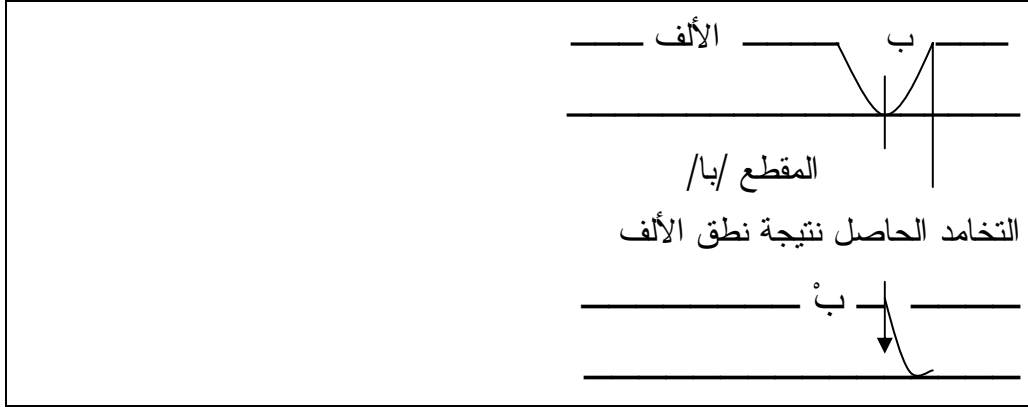 ب الألف
المقطع /با/
التخامد الحاصل نتيجة نطق الألف
بْ